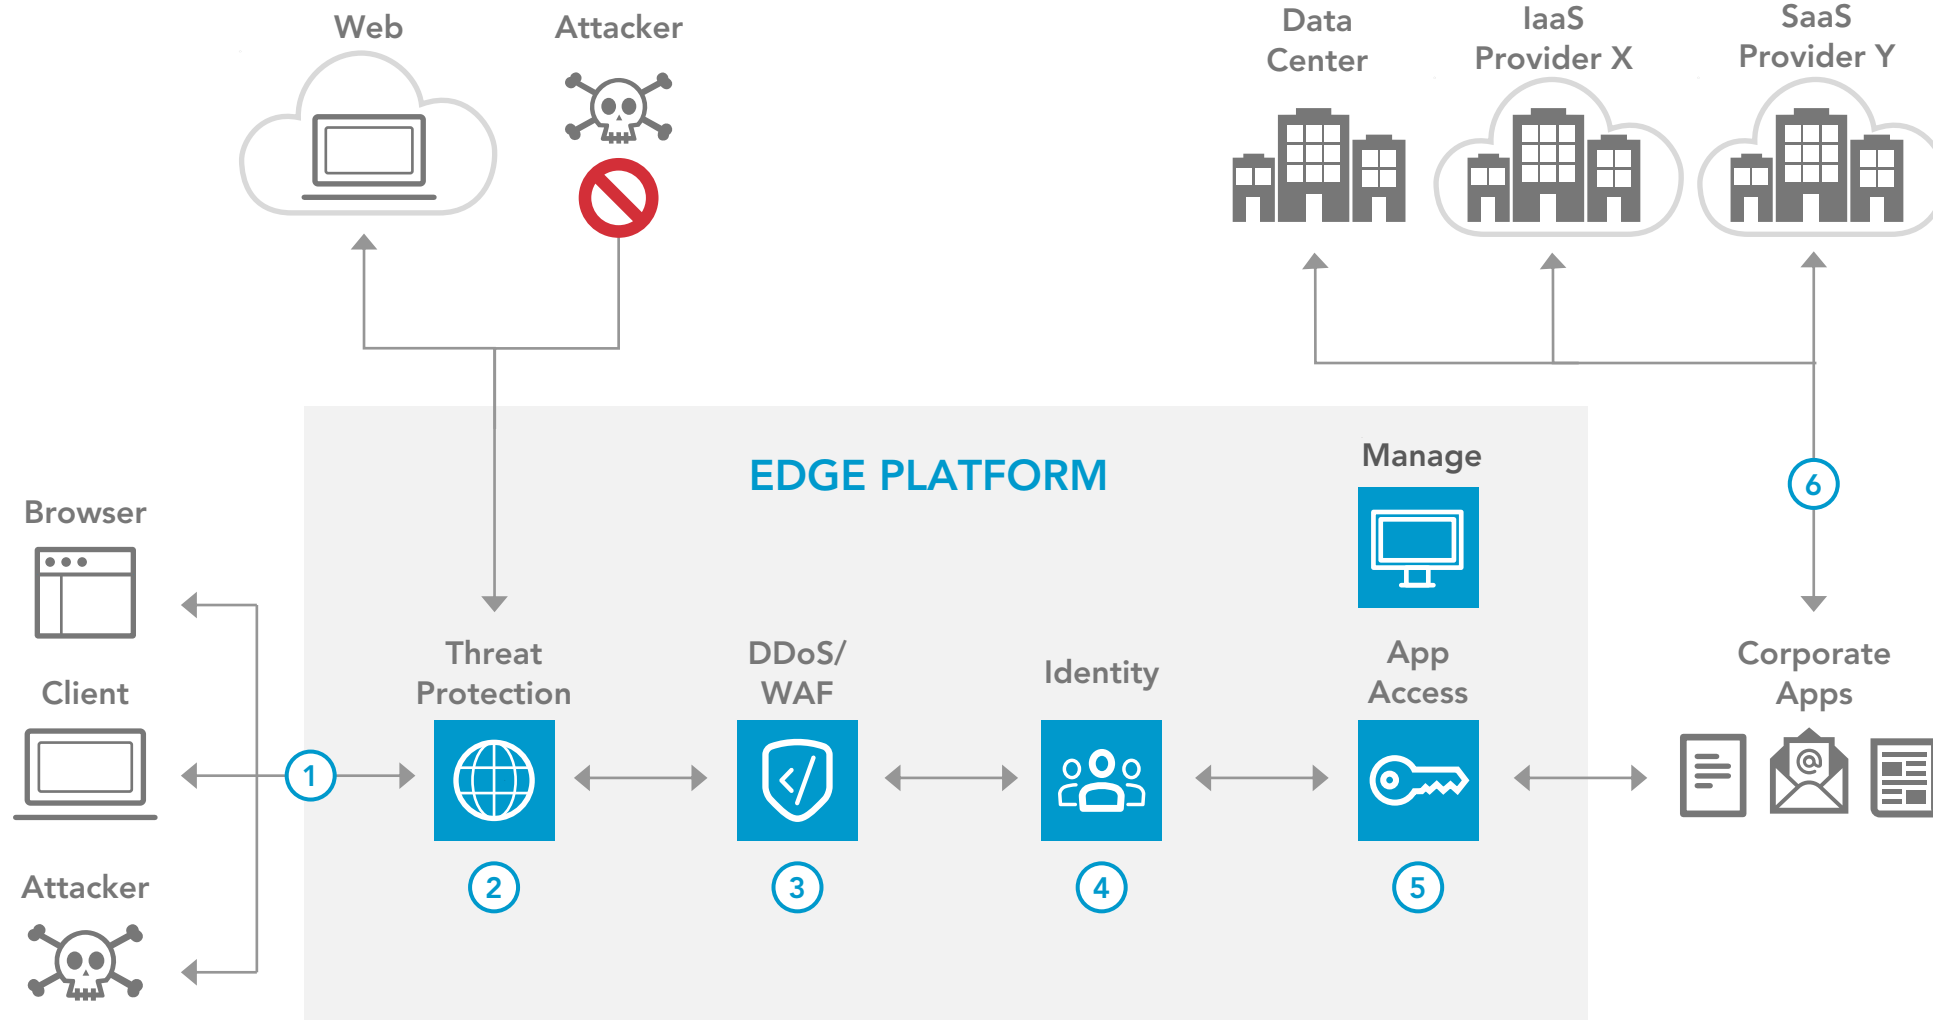 Web
Attacker
Data
Center
IaaS
Provider X
SaaS
Provider Y
EDGE PLATFORM
Manage
6
Browser
Client
Attacker
1
Threat
Protection
2
DDoS/
WAF
</>
3
Identity
4
App
Access
5
Corporate
Apps
@